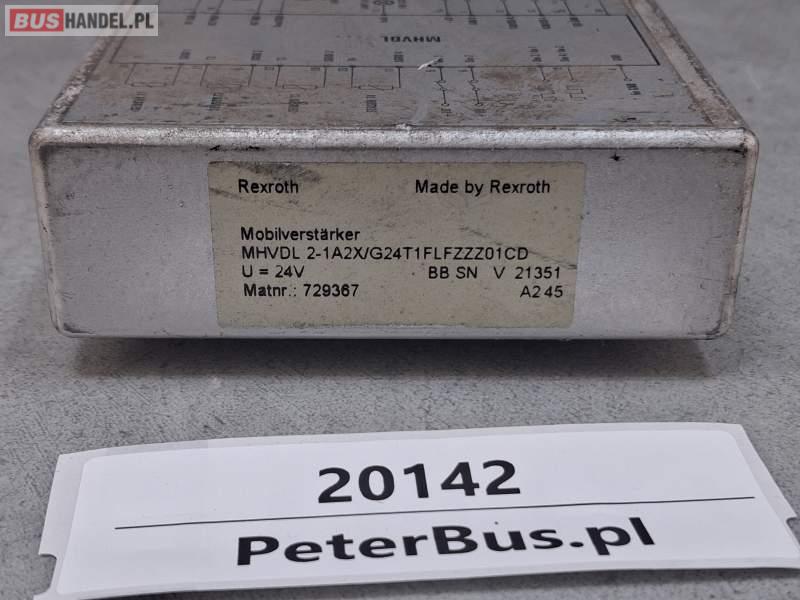 BUSHANDEL.PL
MHVDL
Rexroth Made by Rexroth
Mobilverstärker
MHVDL 2-1A2X/G24T1FLFZZZ01CD
U = 24V BB SN V 21351
Matnr.: 729367 A2 45
20142
PeterBus.pl